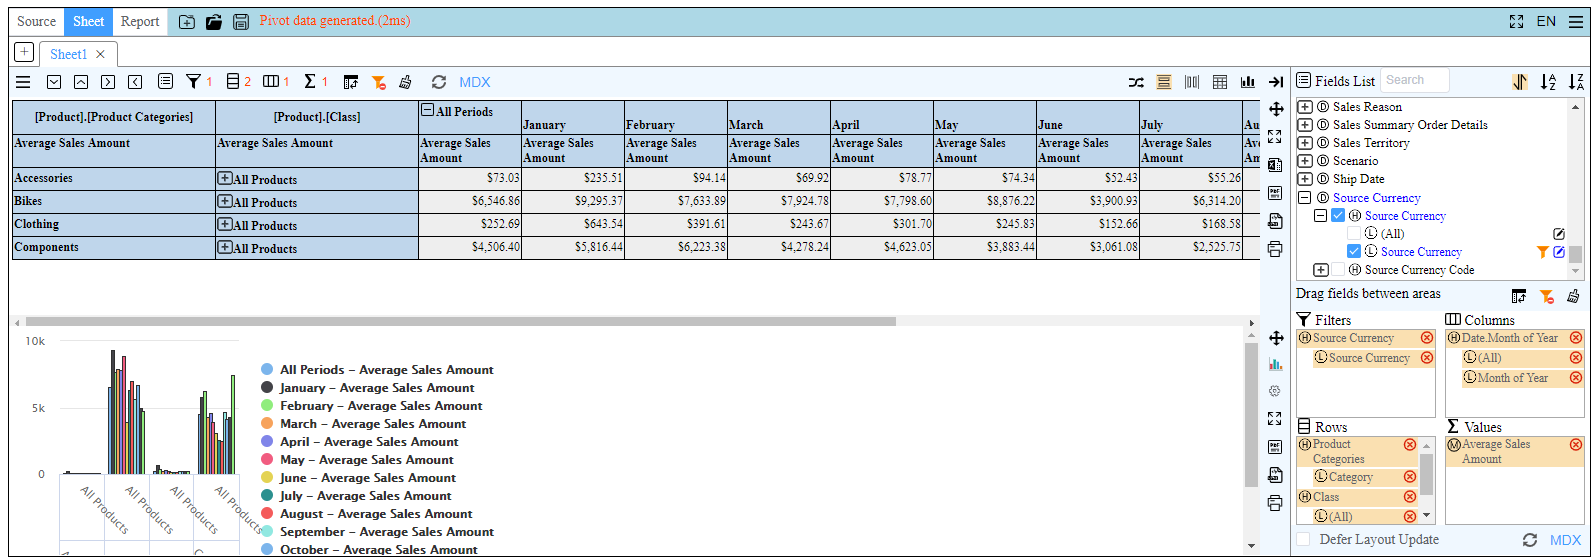 Source Sheet Report Pivot data generated.(2ms) EN
Sheet1
1 2 1 1 MDX
[Product].[Product Categories] [Product].[Class] All Periods January February March April May June July Au
Average Sales Amount Average Sales Amount Average Sales Amount Average Sales Amount Average Sales Amount Average Sales Amount Average Sales Amount Average Sales Amount Average Sales Amount Average Sales Amount
Accessories All Products $73.03 $235.51 $94.14 $69.92 $78.77 $74.34 $52.43 $55.26
Bikes All Products $6,546.86 $9,295.37 $7,633.89 $7,924.78 $7,798.60 $8,876.22 $3,900.93 $6,314.20
Clothing All Products $252.69 $643.54 $391.61 $243.67 $301.70 $245.83 $152.66 $168.58
Components All Products $4,506.40 $5,816.44 $6,223.38 $4,278.24 $4,623.05 $3,883.44 $3,061.08 $2,525.75
10k
5k
0
All Products All Products All Products All Products
All Periods – Average Sales Amount
January – Average Sales Amount
February – Average Sales Amount
March – Average Sales Amount
April – Average Sales Amount
May – Average Sales Amount
June – Average Sales Amount
July – Average Sales Amount
August – Average Sales Amount
September – Average Sales Amount
October – Average Sales Amount
Fields List Search
Sales Reason
Sales Summary Order Details
Sales Territory
Scenario
Ship Date
Source Currency
Source Currency
(All)
Source Currency
Source Currency Code
Drag fields between areas
Filters
Source Currency
Source Currency
Columns
Date.Month of Year
(All)
Month of Year
Rows
Product
Categories
Category
Class
(All)
Values
Average Sales
Amount
Defer Layout Update MDX